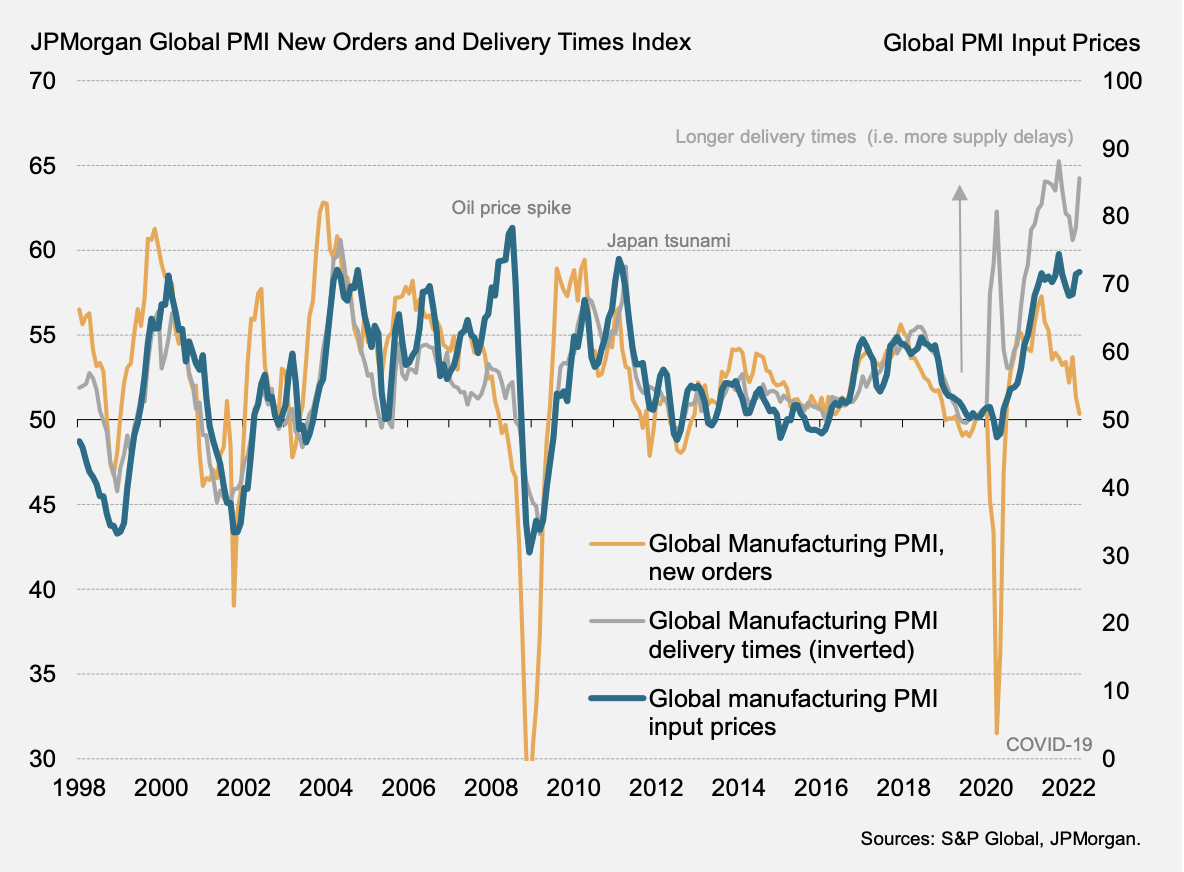 JPMorgan Global PMI New Orders and Delivery Times Index
Global PMI Input Prices
70
65
60
55
50
45
40
35
30
100
90
80
70
60
50
40
30
20
10
0
Longer delivery times (i.e. more supply delays)
Oil price spike
Japan tsunami
Global Manufacturing PMI,
new orders
Global Manufacturing PMI
delivery times (inverted)
Global manufacturing PMI
input prices
COVID-19
1998 2000 2002 2004 2006 2008 2010 2012 2014 2016 2018 2020 2022
Sources: S&P Global, JPMorgan.